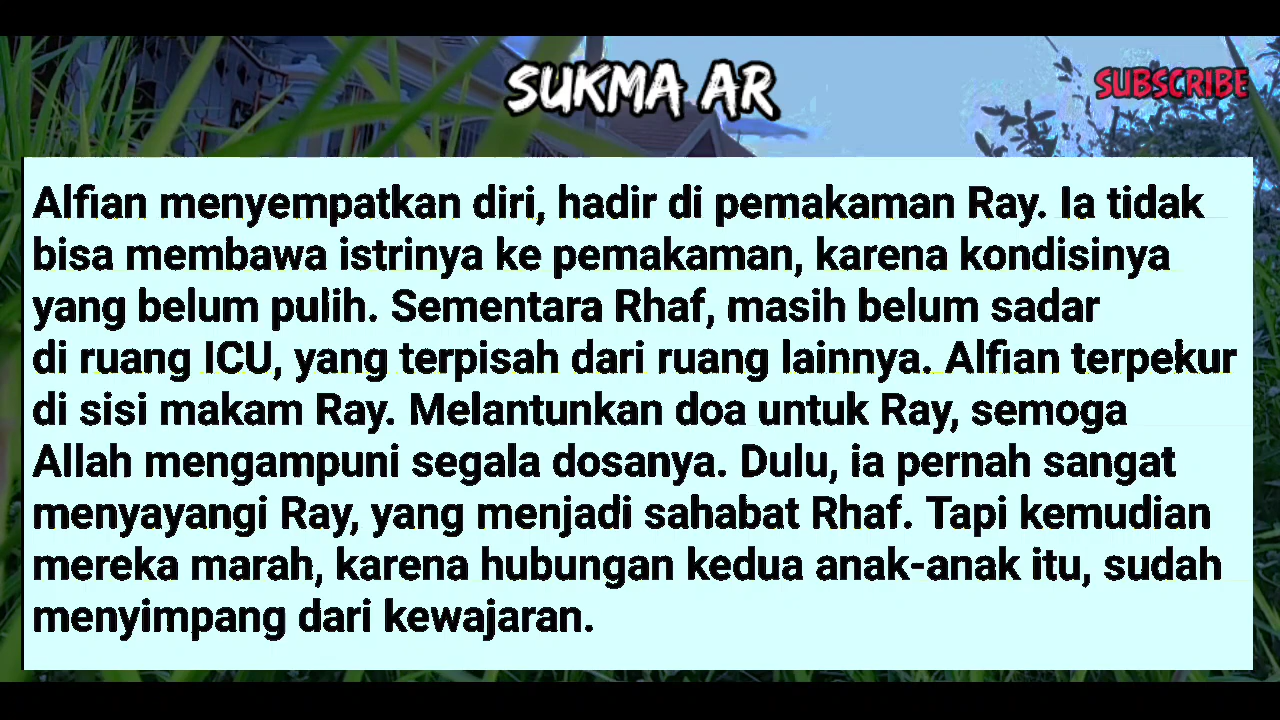 SUKMA AR
SUBSCRIBE
Alfian menyempatkan diri, hadir di pemakaman Ray. Ia tidak
bisa membawa istrinya ke pemakaman, karena kondisinya
yang belum pulih. Sementara Rhaf, masih belum sadar
di ruang ICU, yang terpisah dari ruang lainnya. Alfian terpekur
di sisi makam Ray. Melantunkan doa untuk Ray, semoga
Allah mengampuni segala dosanya. Dulu, ia pernah sangat
menyayangi Ray, yang menjadi sahabat Rhaf. Tapi kemudian
mereka marah, karena hubungan kedua anak-anak itu, sudah
menyimpang dari kewajaran.